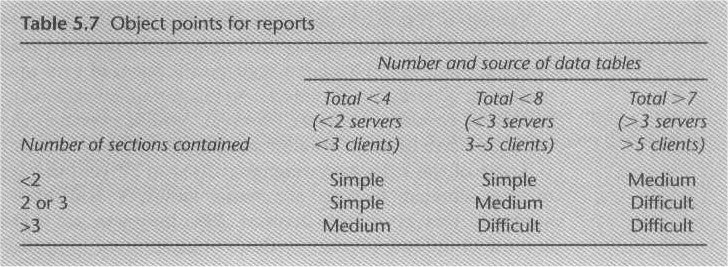 Table 5.7 Object points for reports
Number and source of data tables
Total <4 Total <8 Total >7
(<2 servers (<3 servers (>3 servers
Number of sections contained <3 clients) 3–5 clients) >5 clients)
<2 Simple Simple Medium
2 or 3 Simple Medium Difficult
>3 Medium Difficult Difficult